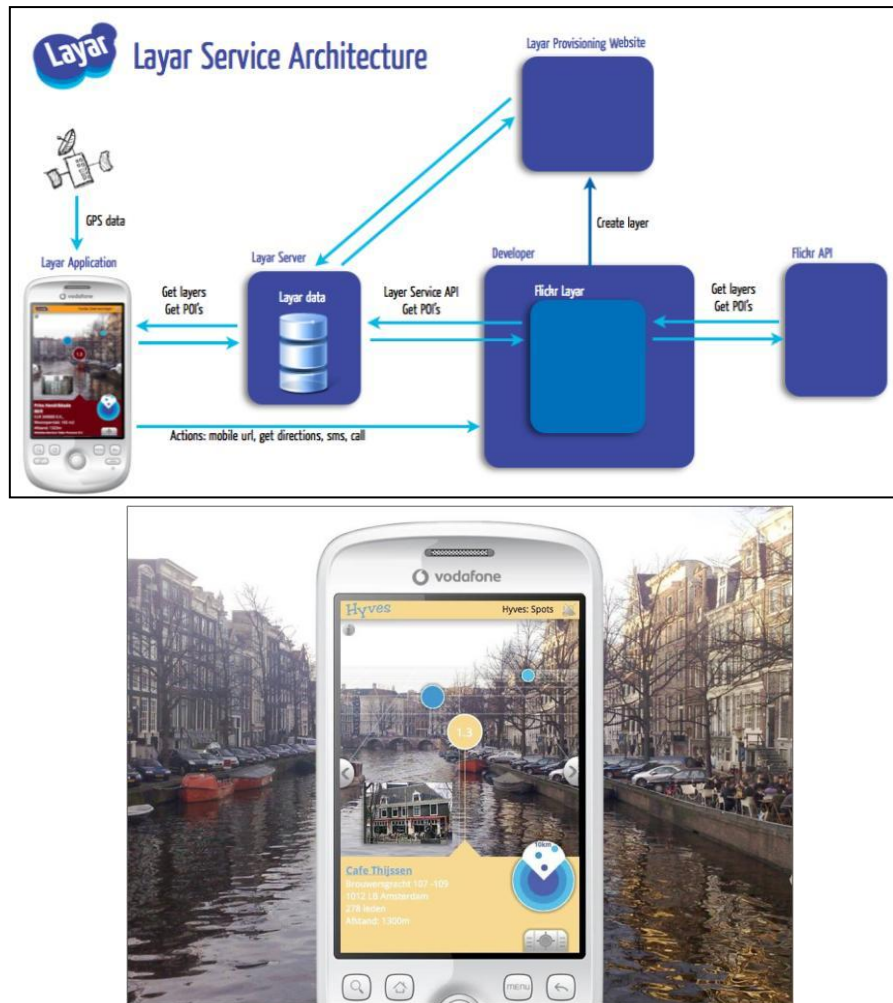 Layar
Layar Service Architecture
Layar Provisioning Website
GPS data
Create layer
Layar Application
Layar Server
Developer
Flickr API
vodafone
Get layers
Get POI's
Layar data
Layer Service API
Get POI's
Flickr Layar
Get layers
Get POI's
1.3
Actions: mobile url, get directions, sms, call
vodafone
Hyves
Hyves: Spots
1.3
10km
Cafe Thijssen
Brouwersgracht 107 -109
1012 LB Amsterdam
278 leden
Afstand: 1300m
MENU